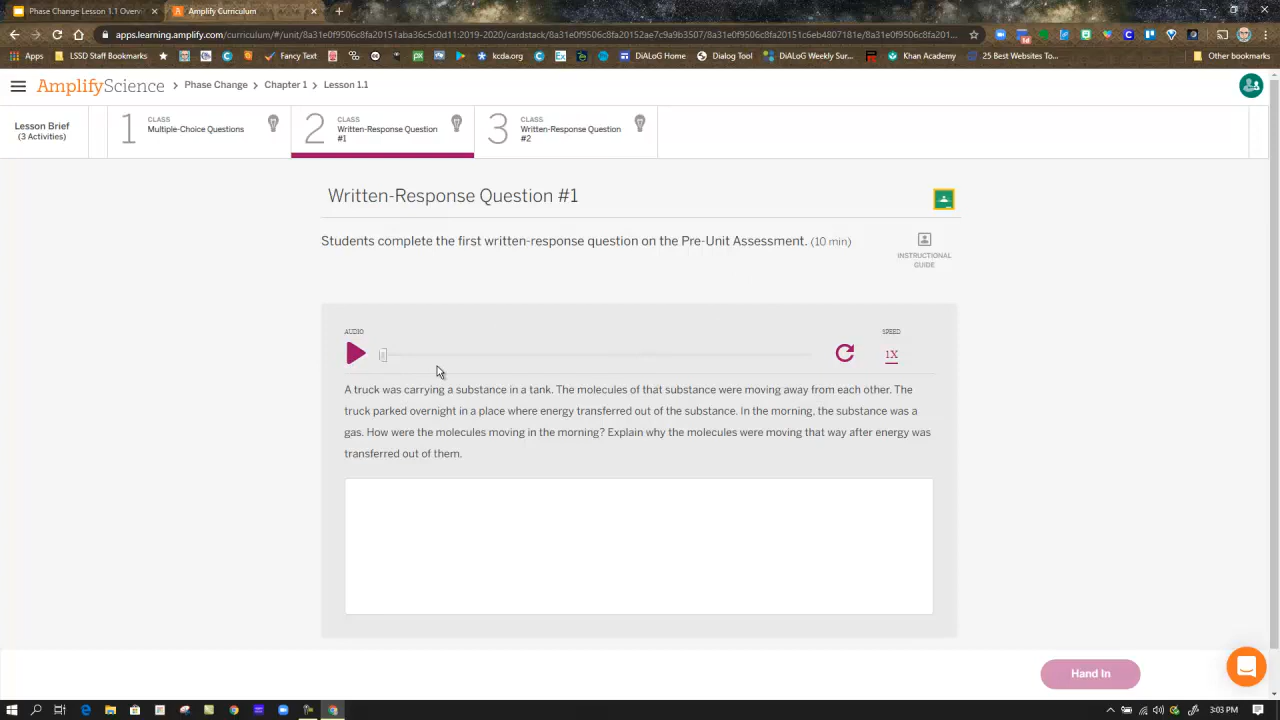 Phase Change Lesson 1.1 Overv
Amplify Curriculum
apps.learning.amplify.com/curriculum/#/unit/8a31e0f9506c6fa20151aba36c5c0d11:2019-2020/cardstack/8a31e0f9506c6fa20152ae7c9a9b3507/8a31e0f9506c6fa20151c6eb4807181e/8a31e0f9506c6fa201...
Apps
LSSD Staff Bookmarks
Fancy Text
kcda.org
DiALoG Home
Dialog Tool
DiALoG Weekly Sur...
Khan Academy
25 Best Websites To...
Other bookmarks
AmplifyScience > Phase Change > Chapter 1 > Lesson 1.1
Lesson Brief
(3 Activities)
1
CLASS
Multiple-Choice Questions
2
CLASS
Written-Response Question
#1
3
CLASS
Written-Response Question
#2
Written-Response Question #1
Students complete the first written-response question on the Pre-Unit Assessment. (10 min)
INSTRUCTIONAL
GUIDE
AUDIO
SPEED
1X
A truck was carrying a substance in a tank. The molecules of that substance were moving away from each other. The
truck parked overnight in a place where energy transferred out of the substance. In the morning, the substance was a
gas. How were the molecules moving in the morning? Explain why the molecules were moving that way after energy was
transferred out of them.
Hand In
3:03 PM